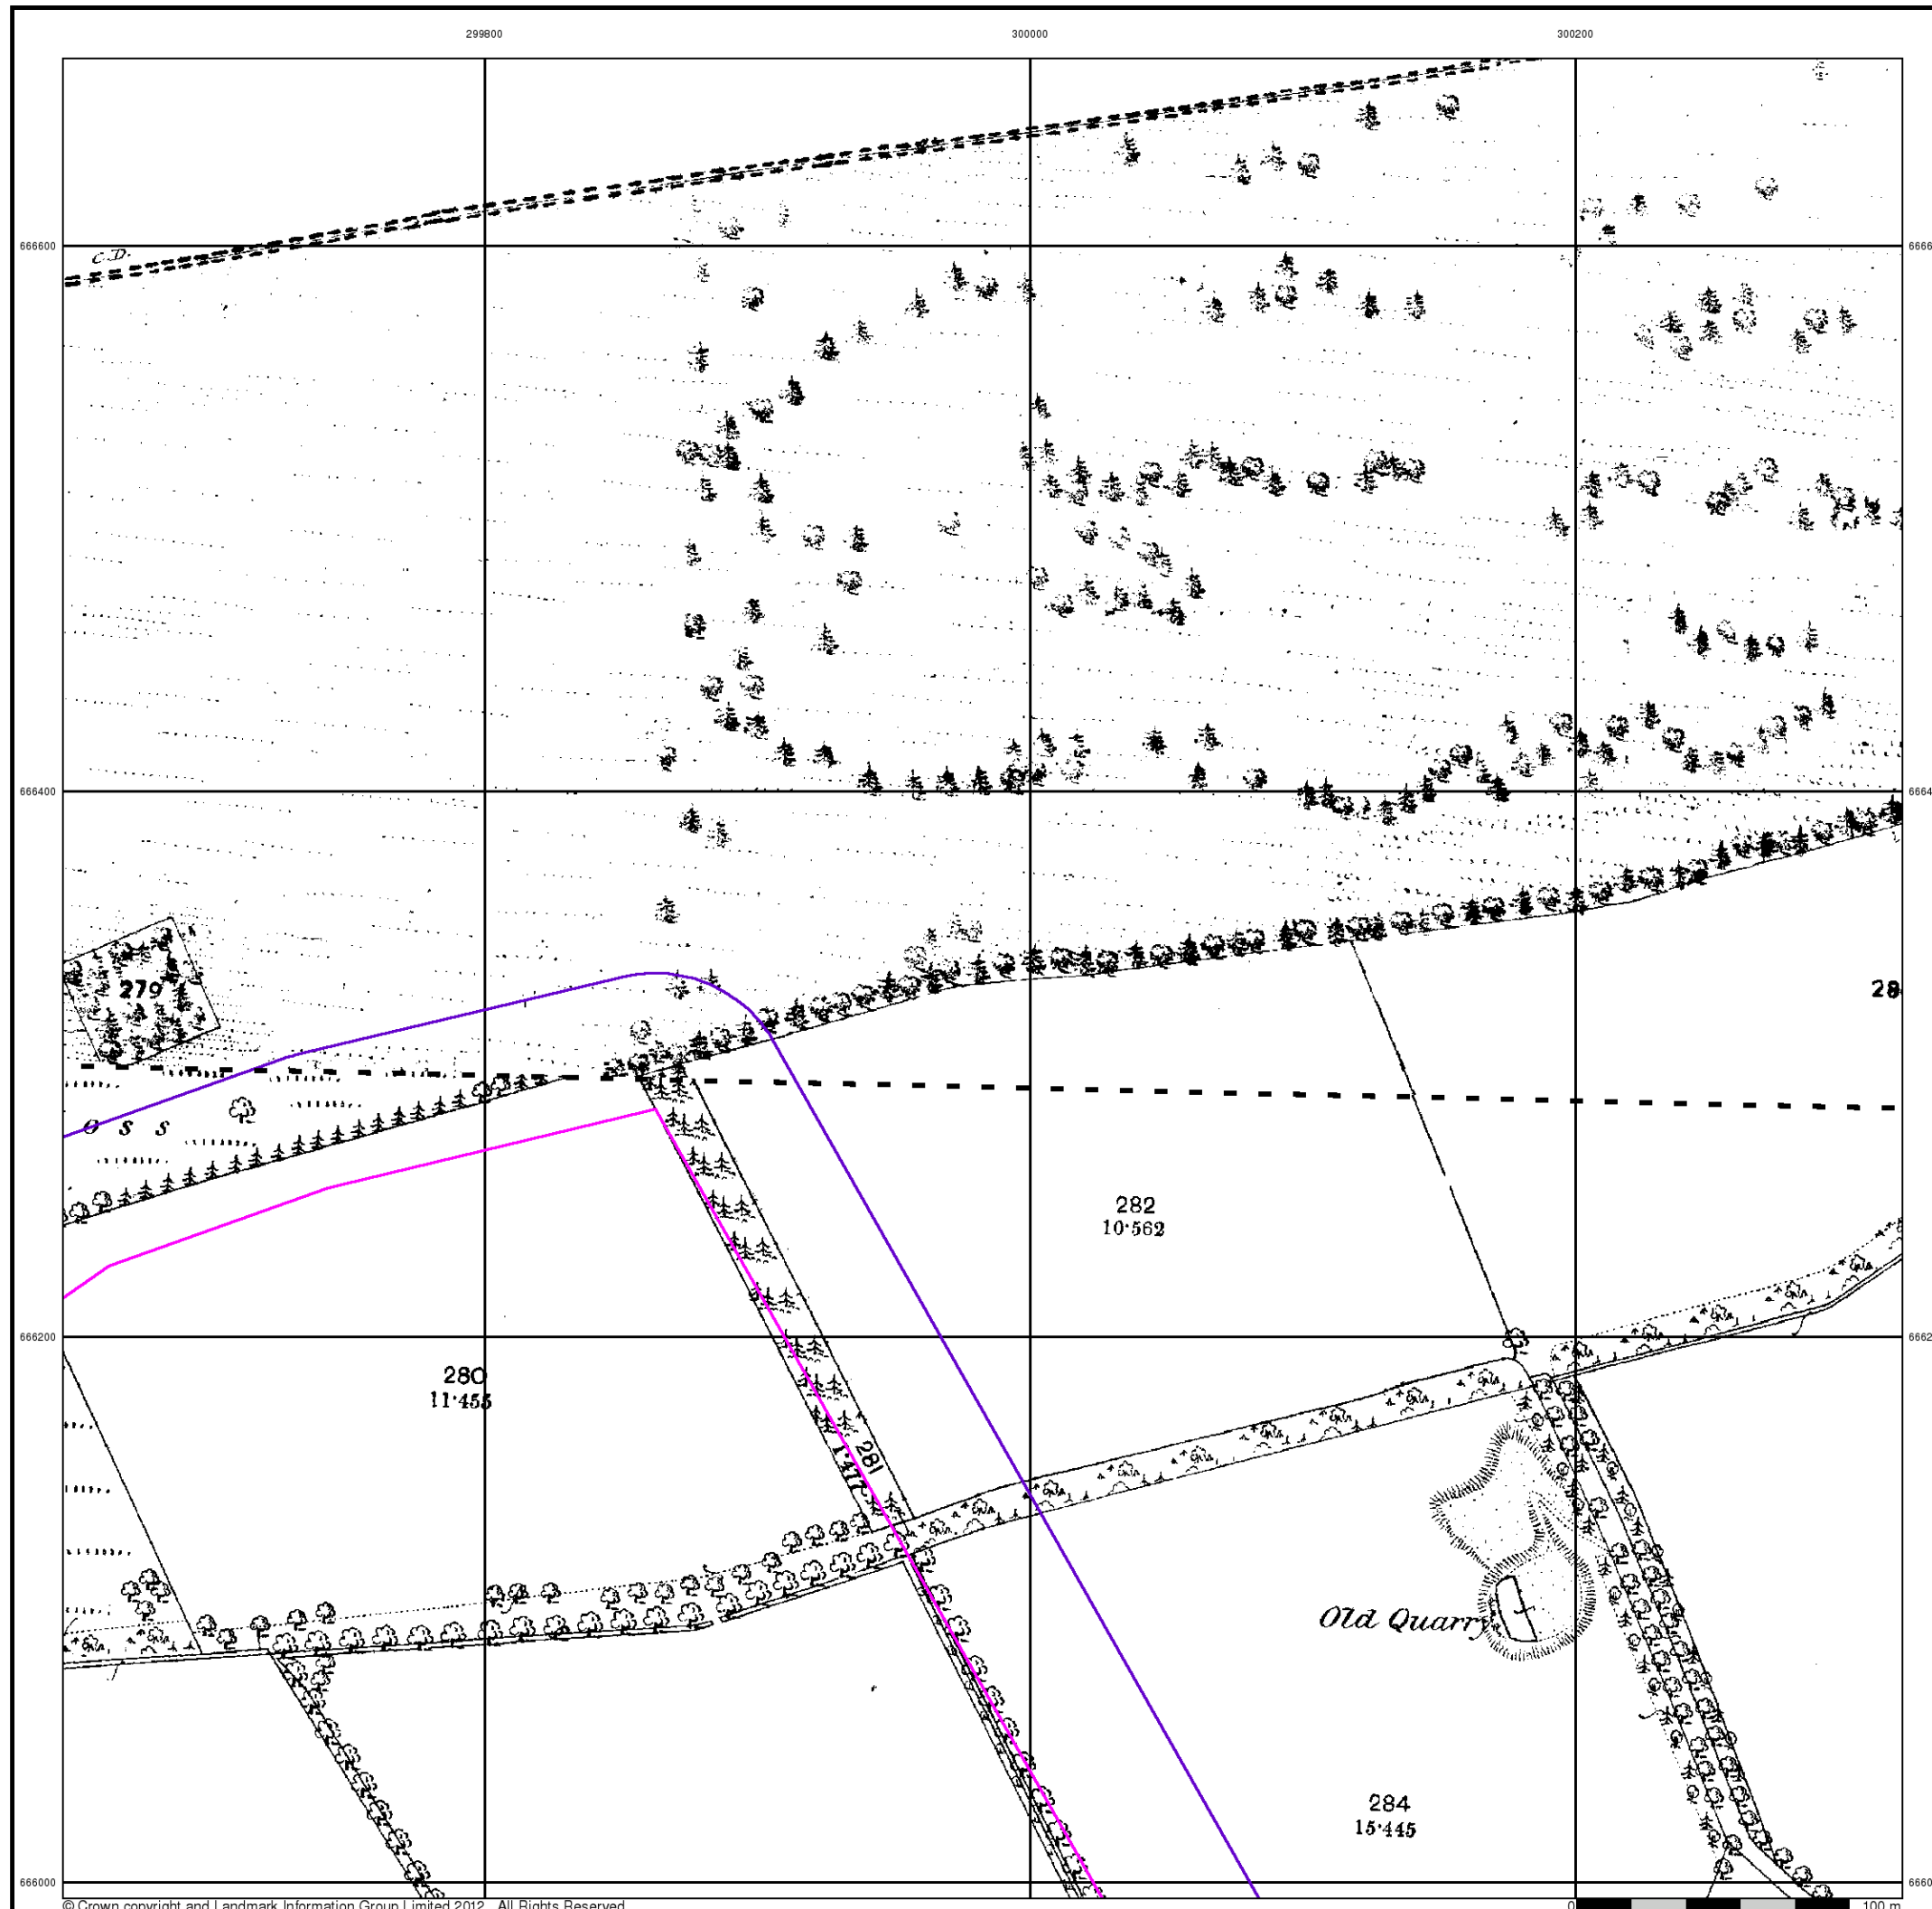 299800 300000 300200
C.D.
666600
666400
279
28
O S S
282
10·562
666200
280
11·455
281
1·477
Old Quarry
284
15·445
666000
© Crown copyright and Landmark Information Group Limited 2012. All Rights Reserved.
0 100 m